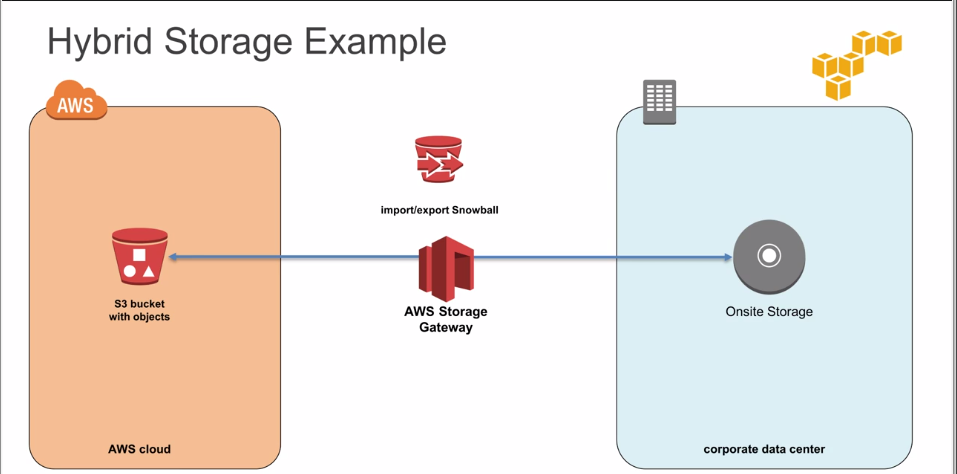 Hybrid Storage Example
AWS
import/export Snowball
S3 bucket
with objects
AWS Storage
Gateway
Onsite Storage
AWS cloud
corporate data center